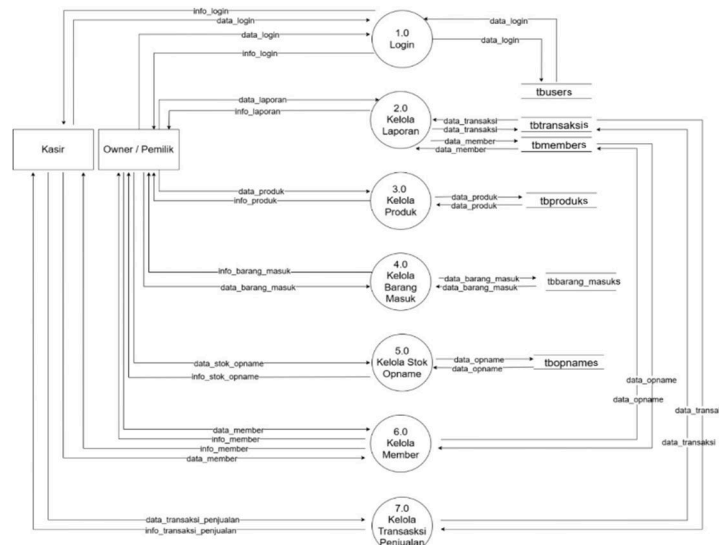 info_login
data_login
data_login
info_login
1.0
Login
data_login
data_login
tbusers
data_laporan
info_laporan
2.0
Kelola
Laporan
data_transaksi
data_transaksi
data_member
data_member
tbtransaksis
tbmembers
Kasir
Owner / Pemilik
data_produk
info_produk
3.0
Kelola
Produk
data_produk
data_produk
tbproduks
info_barang_masuk
data_barang_masuk
4.0
Kelola
Barang
Masuk
data_barang_masuk
data_barang_masuk
tbbarang_masuks
data_stok_opname
info_stok_opname
5.0
Kelola Stok
Opname
data_opname
data_opname
tbopnames
data_opname
data_opname
data_transa
data_transaksi
data_member
info_member
info_member
data_member
6.0
Kelola
Member
data_transaksi_penjualan
info_transaksi_penjualan
7.0
Kelola
Transasksi
Penjualan